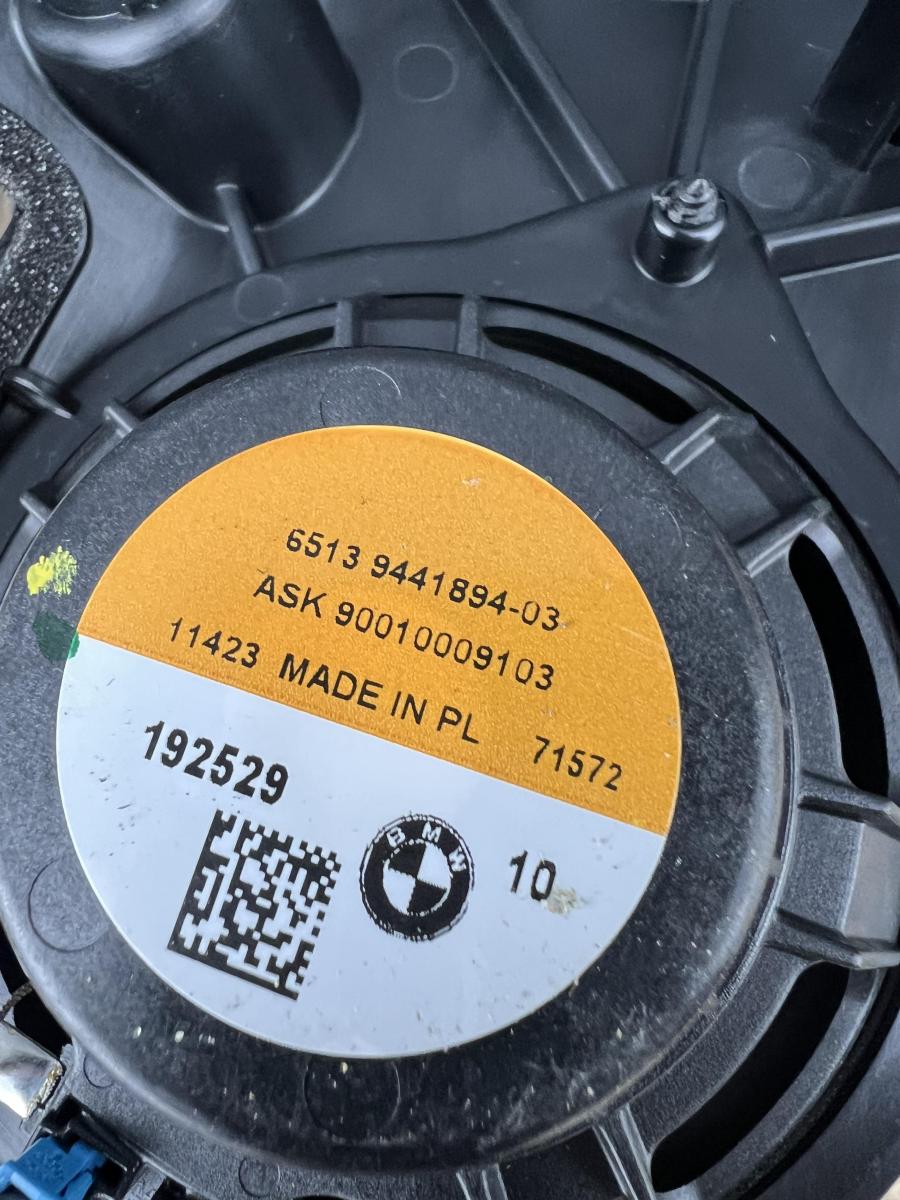 6513 9441894-03
ASK 90010009103
11423 MADE IN PL 71572
192529
BMW
10